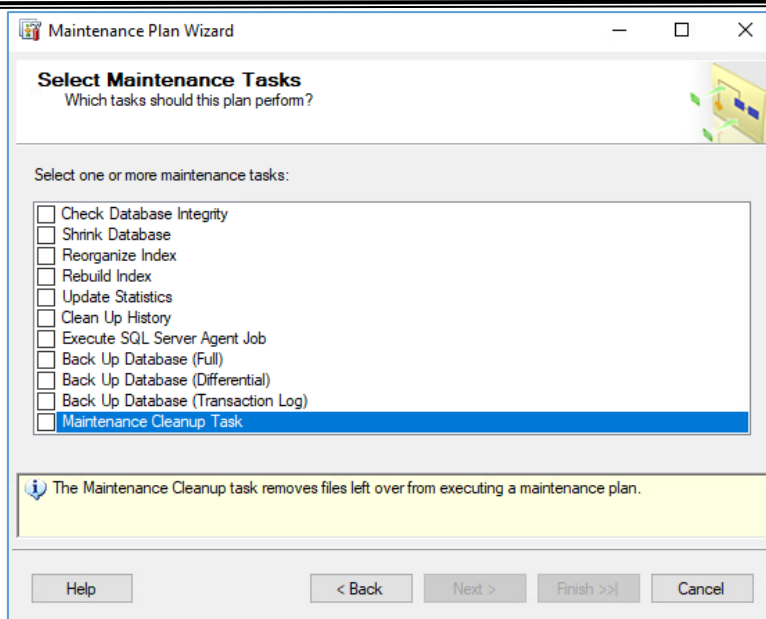 Maintenance Plan Wizard
Select Maintenance Tasks
Which tasks should this plan perform?
Select one or more maintenance tasks:
Check Database Integrity
Shrink Database
Reorganize Index
Rebuild Index
Update Statistics
Clean Up History
Execute SQL Server Agent Job
Back Up Database (Full)
Back Up Database (Differential)
Back Up Database (Transaction Log)
Maintenance Cleanup Task
The Maintenance Cleanup task removes files left over from executing a maintenance plan.
Help < Back Next > Finish >>| Cancel